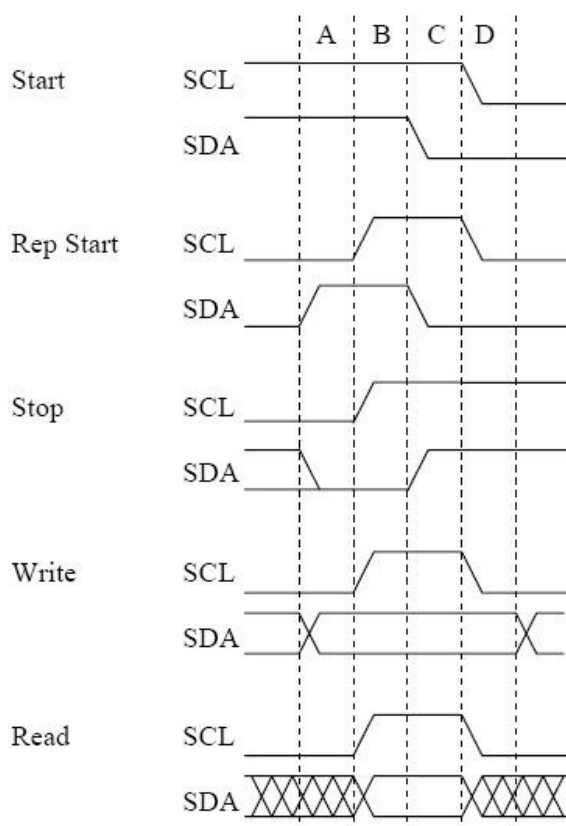 A B C D
Start SCL
SDA
Rep Start SCL
SDA
Stop SCL
SDA
Write SCL
SDA
Read SCL
SDA